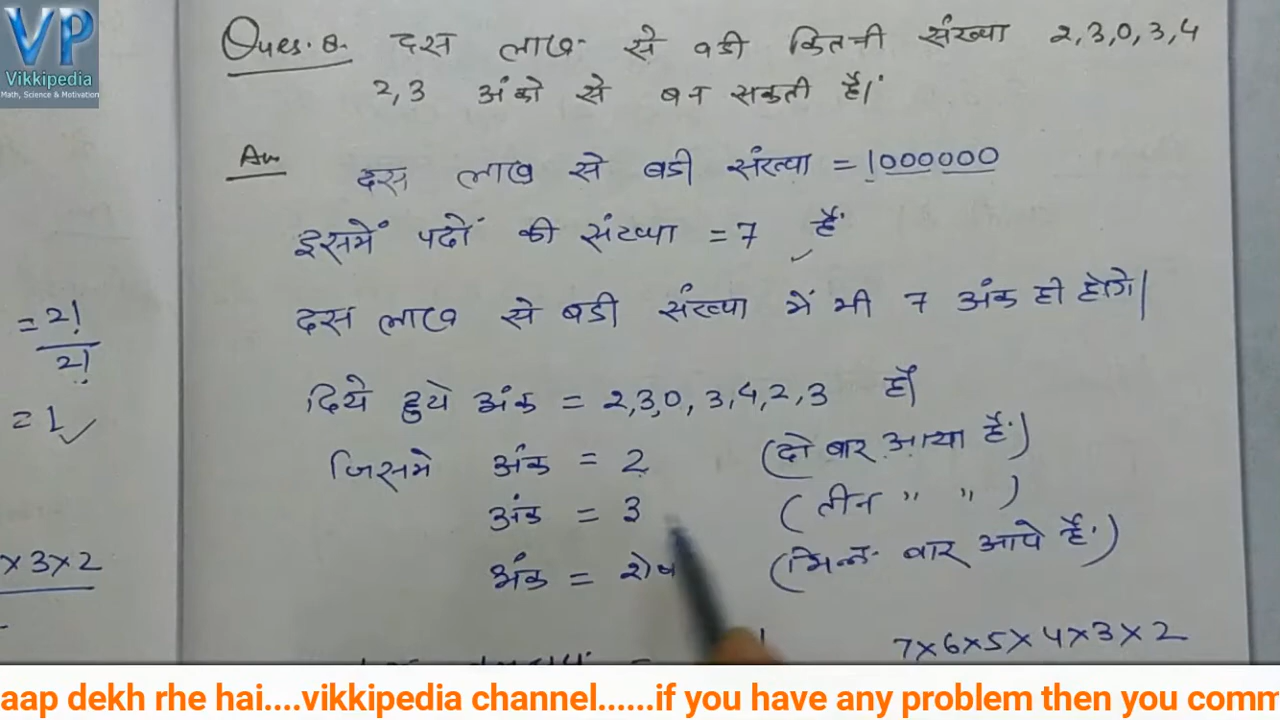 VP
Vikkipedia
Math, Science & Motivation
Ques. 8. दस लाख से बडी कितनी संख्या 2,3,0,3,4
2,3 अंको से बन सकती है।
Ans
दस लाख से बडी संख्या = 1000000
इसमें पदों की संख्या = 7 है
दस लाख से बडी संख्या में भी 7 अंक ही होंगे|
दिये हुये अंक = 2,3,0,3,4,2,3 है।
जिसमे अंक = 2 (दो बार आया है)
अंक = 3 (तीन " " )
अंक = शेष (भिन्न बार आये है)
7×6×5×4×3×2
= 2!
2!
= 1
×3×2
aap dekh rhe hai....vikkipedia channel......if you have any problem then you comm